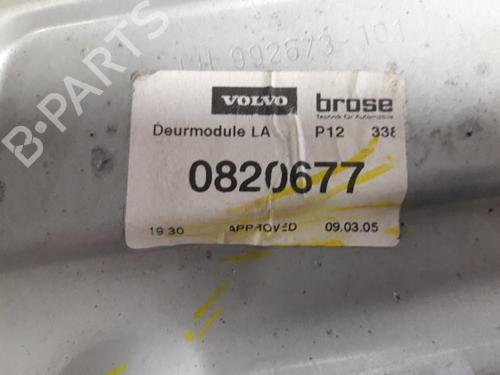 992673-101
VOLVO brose
Technik für Automobile
Deurmodule LA P12 338
0820677
19:30 APPROVED 09.03.05
B-PARTS